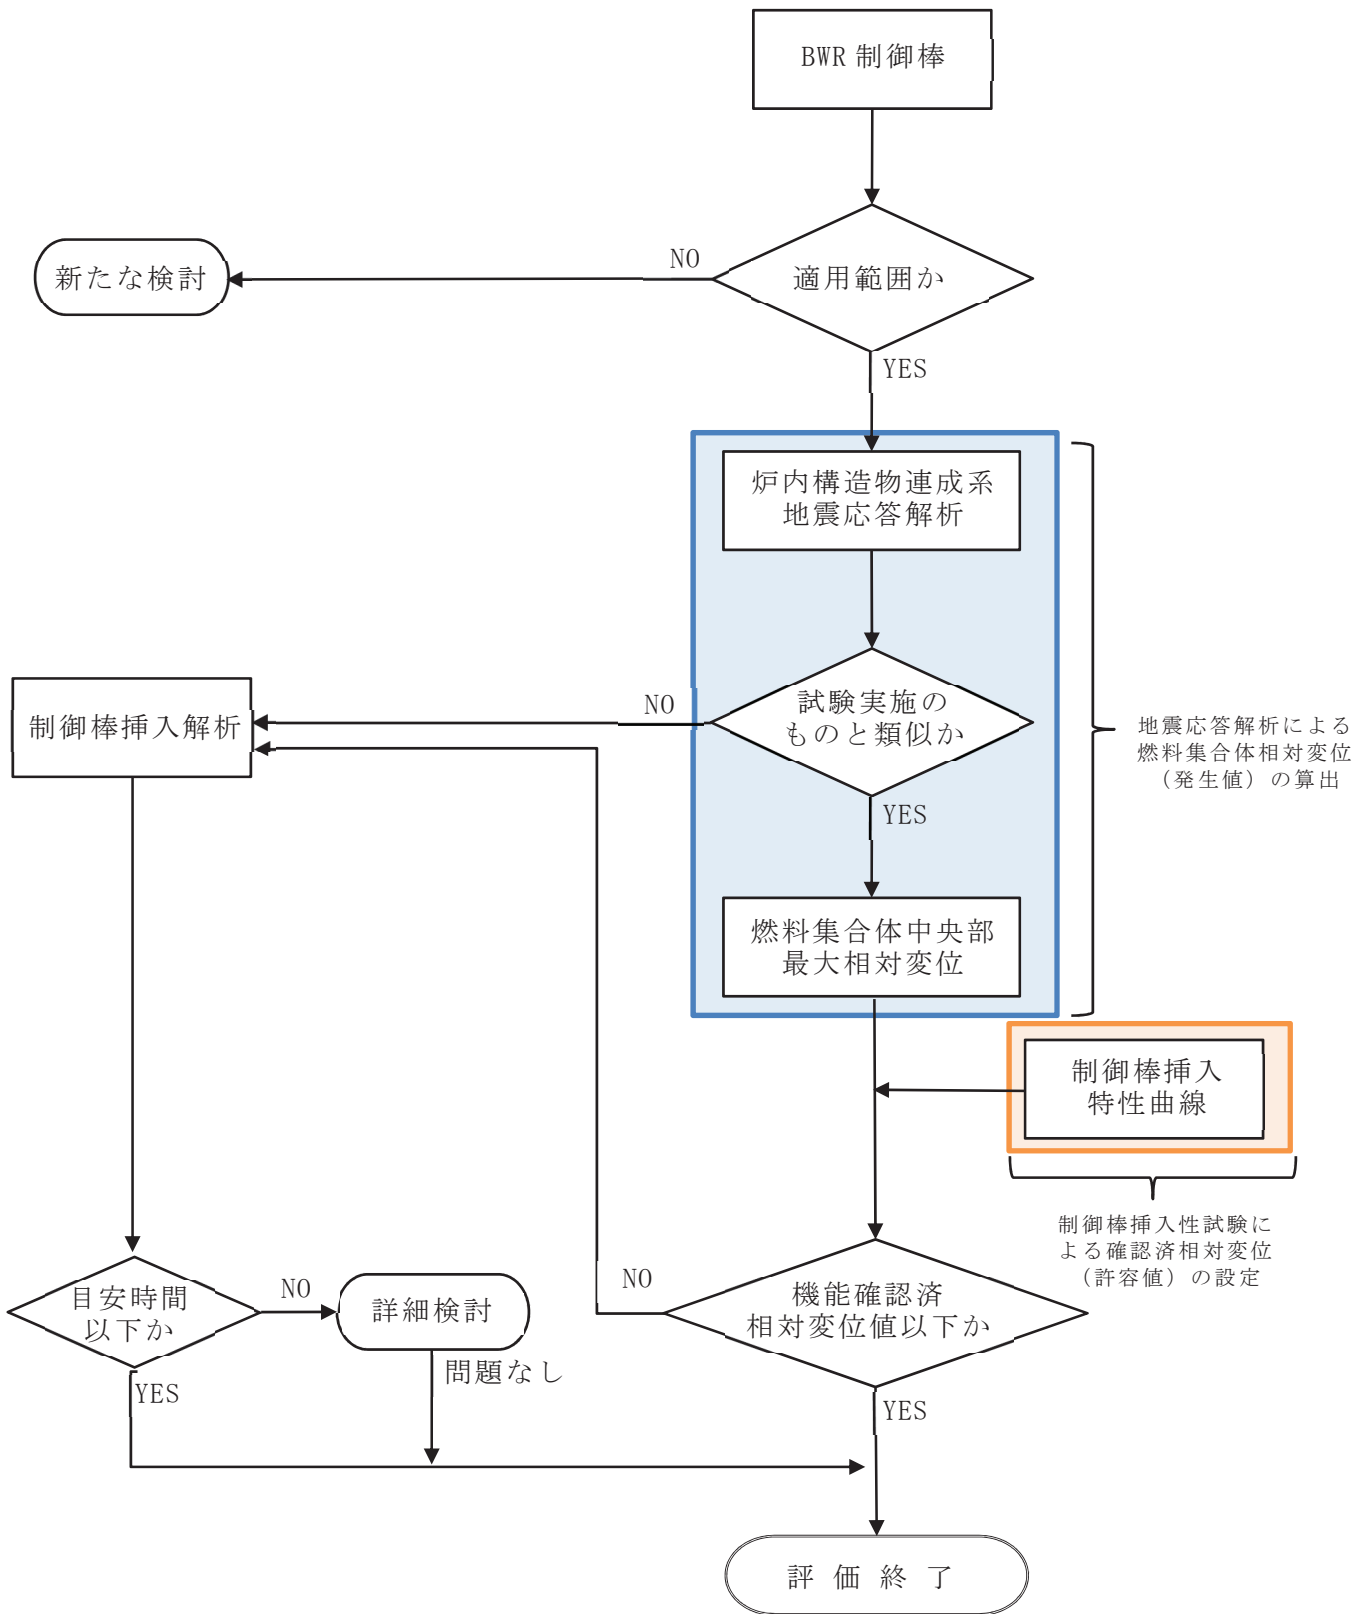 BWR 制御棒
適用範囲か
NO
新たな検討
YES
炉内構造物連成系
地震応答解析
試験実施の
ものと類似か
NO
制御棒挿入解析
地震応答解析による
燃料集合体相対変位
（発生値）の算出
YES
燃料集合体中央部
最大相対変位
制御棒挿入
特性曲線
制御棒挿入性試験に
よる確認済相対変位
（許容値）の設定
機能確認済
相対変位値以下か
NO
目安時間
以下か
NO
詳細検討
問題なし
YES
YES
評 価 終 了